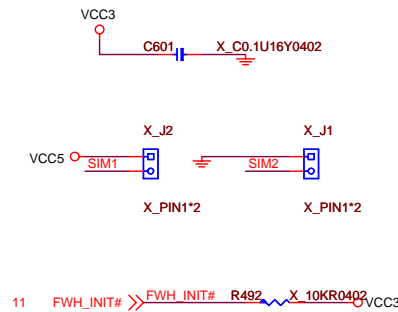 VCC3
C601 X_C0.1U16Y0402
X_J2 X_J1
VCC5 SIM1 SIM2
X_PIN1*2 X_PIN1*2
11 FWH_INIT# FWH_INIT# R492 X_10KR0402 VCC3